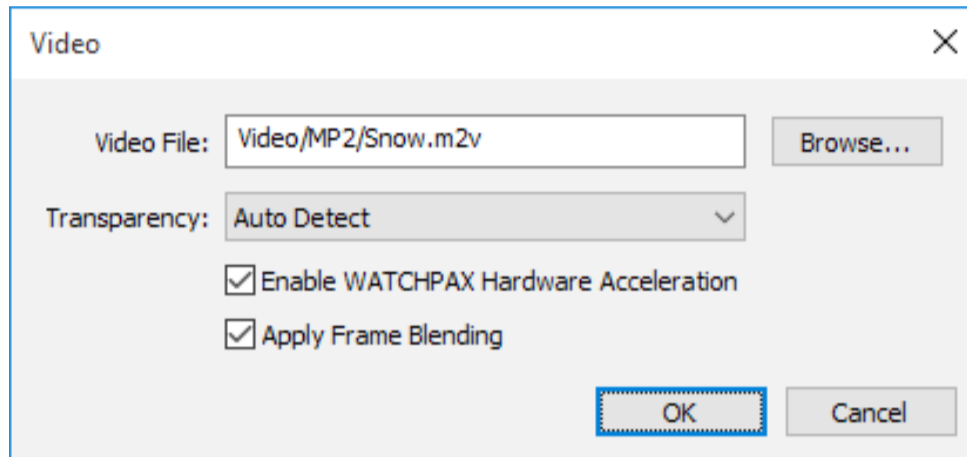 Video
Video File: Video/MP2/Snow.m2v Browse...
Transparency: Auto Detect
Enable WATCHPAX Hardware Acceleration
Apply Frame Blending
OK Cancel